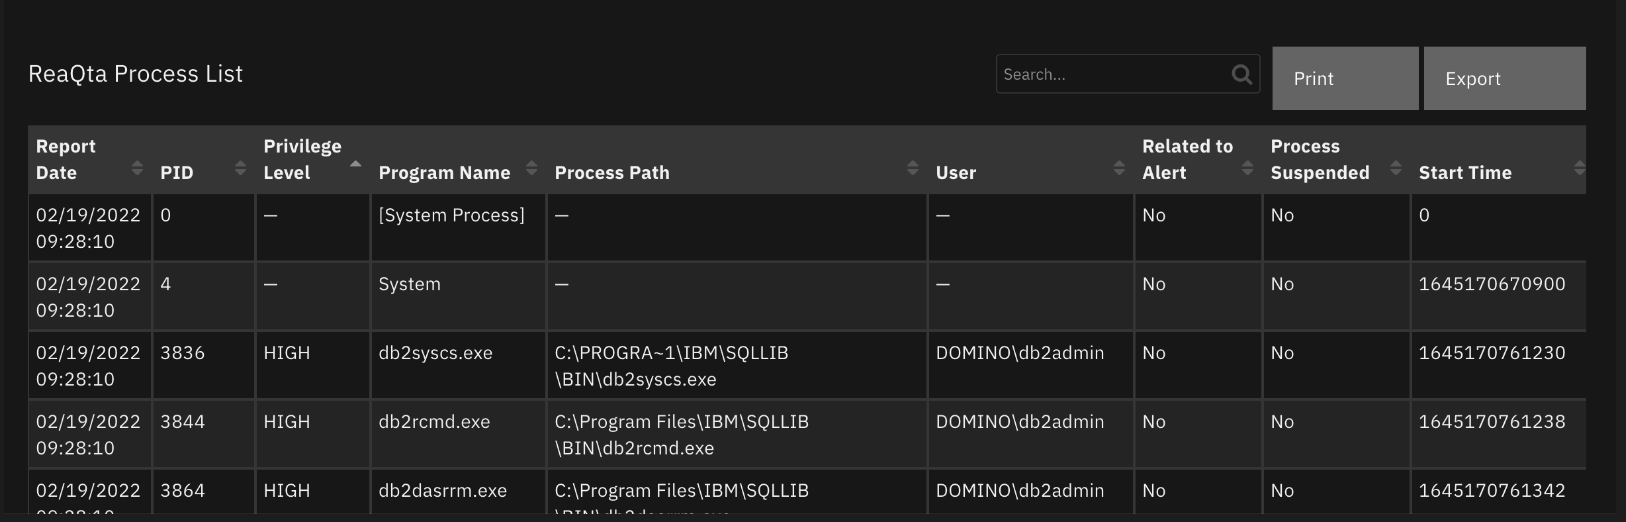 ReaQta Process List
Search...
Print
Export
Report Date PID Privilege Level Program Name Process Path User Related to Alert Process Suspended Start Time
02/19/2022 09:28:10 0 — [System Process] — — No No 0
02/19/2022 09:28:10 4 — System — — No No 1645170670900
02/19/2022 09:28:10 3836 HIGH db2syscs.exe C:\PROGRA~1\IBM\SQLLIB\BIN\db2syscs.exe DOMINO\db2admin No No 1645170761230
02/19/2022 09:28:10 3844 HIGH db2rcmd.exe C:\Program Files\IBM\SQLLIB\BIN\db2rcmd.exe DOMINO\db2admin No No 1645170761238
02/19/2022 3864 HIGH db2dasrrm.exe C:\Program Files\IBM\SQLLIB DOMINO\db2admin No No 1645170761342